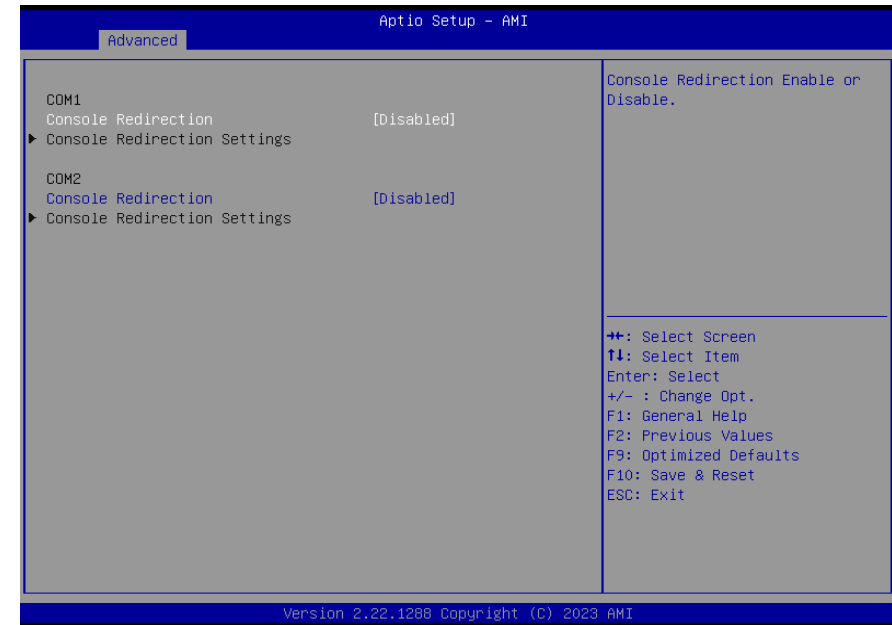 Aptio Setup – AMI
Advanced
COM1
Console Redirection [Disabled]
▶ Console Redirection Settings
COM2
Console Redirection [Disabled]
▶ Console Redirection Settings
Console Redirection Enable or
Disable.
→←: Select Screen
↑↓: Select Item
Enter: Select
+/- : Change Opt.
F1: General Help
F2: Previous Values
F9: Optimized Defaults
F10: Save & Reset
ESC: Exit
Version 2.22.1288 Copyright (C) 2023 AMI